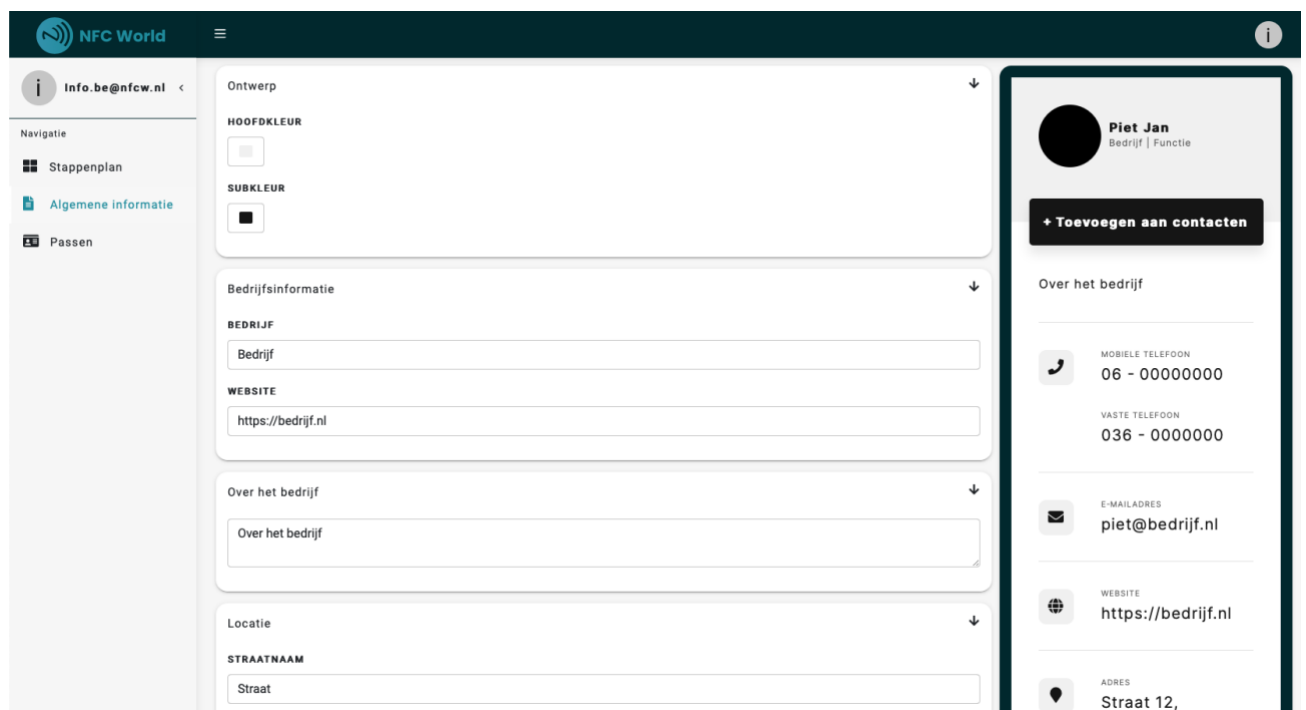 NFC World
i
i
Info.be@nfcw.nl
Navigatie
Stappenplan
Algemene informatie
Passen
Ontwerp
HOOFDKLEUR
SUBKLEUR
Bedrijfsinformatie
BEDRIJF
Bedrijf
WEBSITE
https://bedrijf.nl
Over het bedrijf
Over het bedrijf
Locatie
STRAATNAAM
Straat
Piet Jan
Bedrijf | Functie
+ Toevoegen aan contacten
Over het bedrijf
MOBIELE TELEFOON
06 - 00000000
VASTE TELEFOON
036 - 0000000
E-MAILADRES
piet@bedrijf.nl
WEBSITE
https://bedrijf.nl
ADRES
Straat 12,